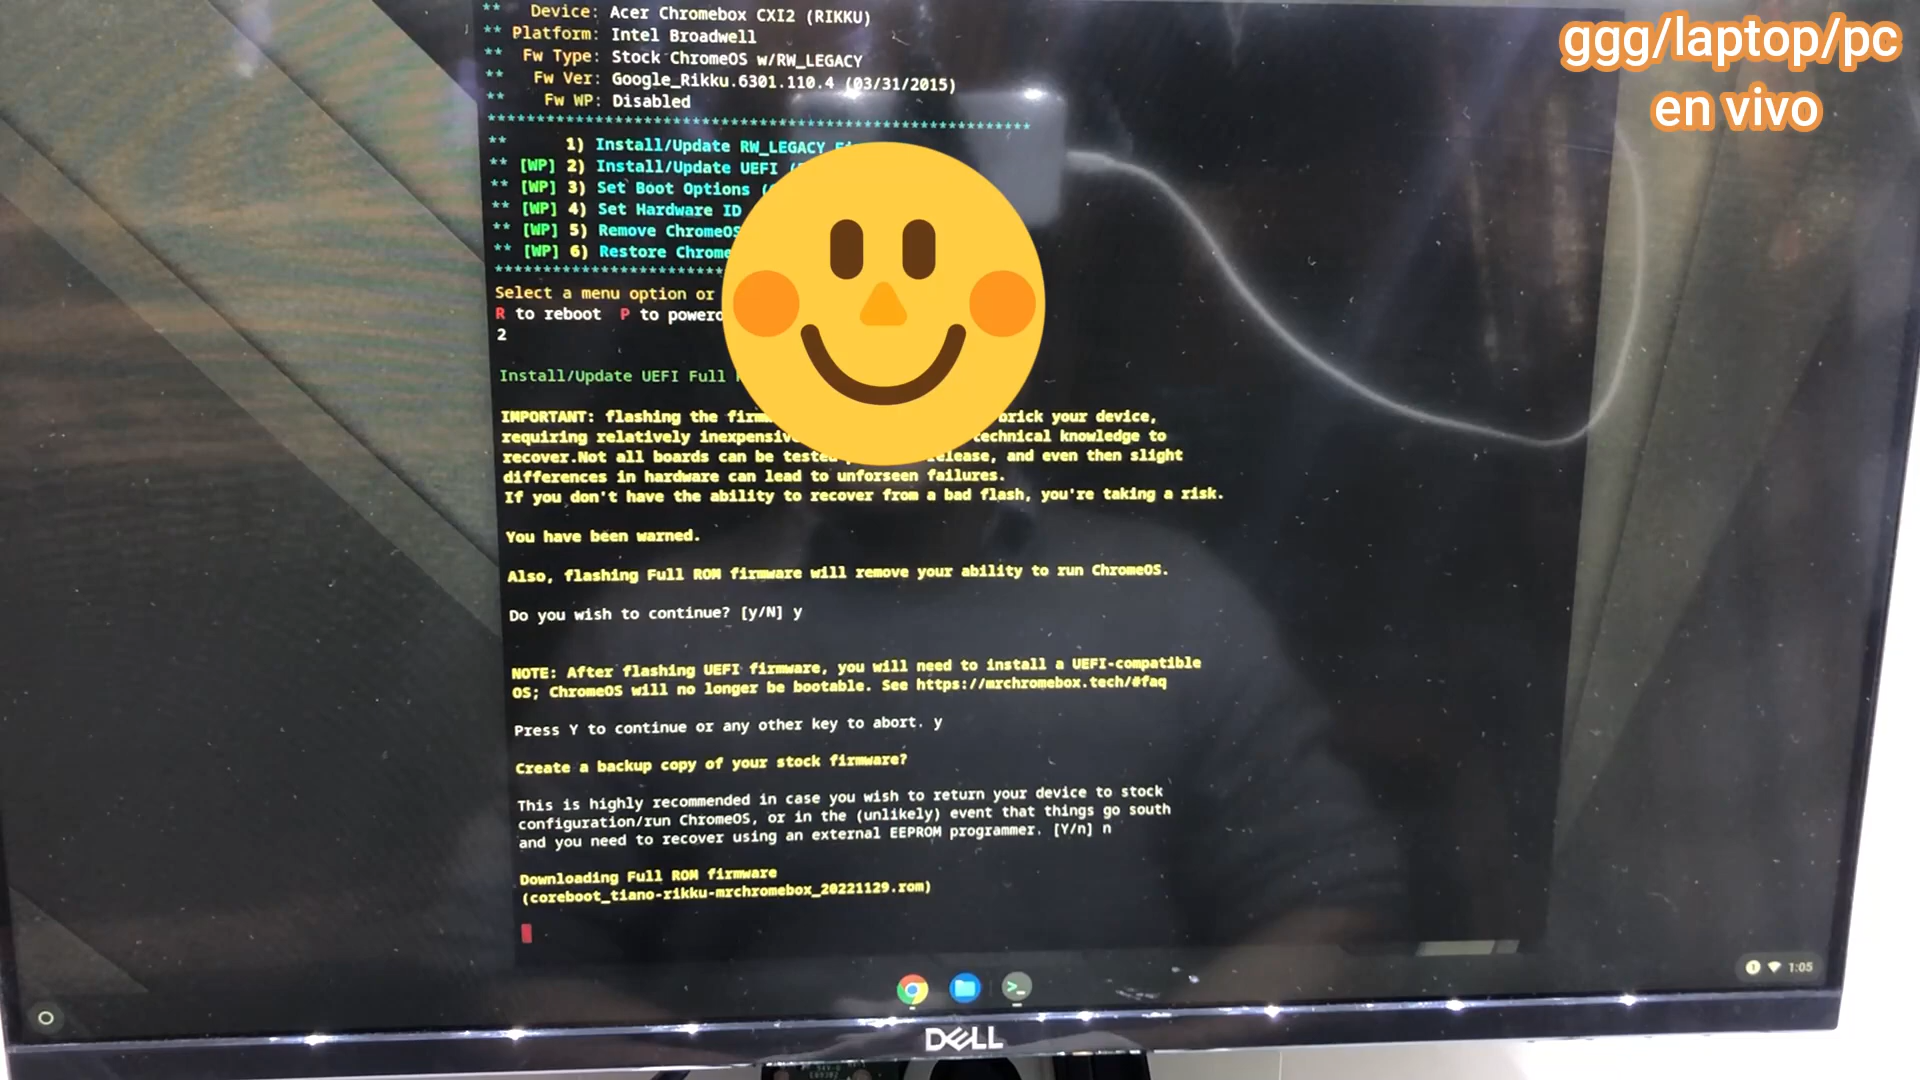 ggg/laptop/pc
en vivo
** Device: Acer Chromebox CXI2 (RIKKU)
** Platform: Intel Broadwell
** Fw Type: Stock ChromeOS w/RW_LEGACY
** Fw Ver: Google_Rikku.6301.110.4 (03/31/2015)
** Fw WP: Disabled
** 1) Install/Update RW_LEGACY
** [WP] 2) Install/Update UEFI
** [WP] 3) Set Boot Options
** [WP] 4) Set Hardware ID
** [WP] 5) Remove ChromeOS
** [WP] 6) Restore
Select a menu option or
R to reboot P to
2
Install/Update UEFI Full
IMPORTANT: flashing the brick your device,
requiring relatively technical knowledge to
recover.Not all boards can be and even then slight
differences in hardware can lead to unforseen failures.
If you don't have the ability to recover from a bad flash, you're taking a risk.
You have been warned.
Also, flashing Full ROM firmware will remove your ability to run ChromeOS.
Do you wish to continue? [y/N] y
NOTE: After flashing UEFI firmware, you will need to install a UEFI-compatible
OS; ChromeOS will no longer be bootable. See https://mrchromebox.tech/#faq
Press Y to continue or any other key to abort. y
Create a backup copy of your stock firmware?
This is highly recommended in case you wish to return your device to stock
configuration/run ChromeOS, or in the (unlikely) event that things go south
and you need to recover using an external EEPROM programmer. [Y/n] n
Downloading Full ROM firmware
(coreboot_tiano-rikku-mrchromebox_20221129.rom)
1:05
DELL